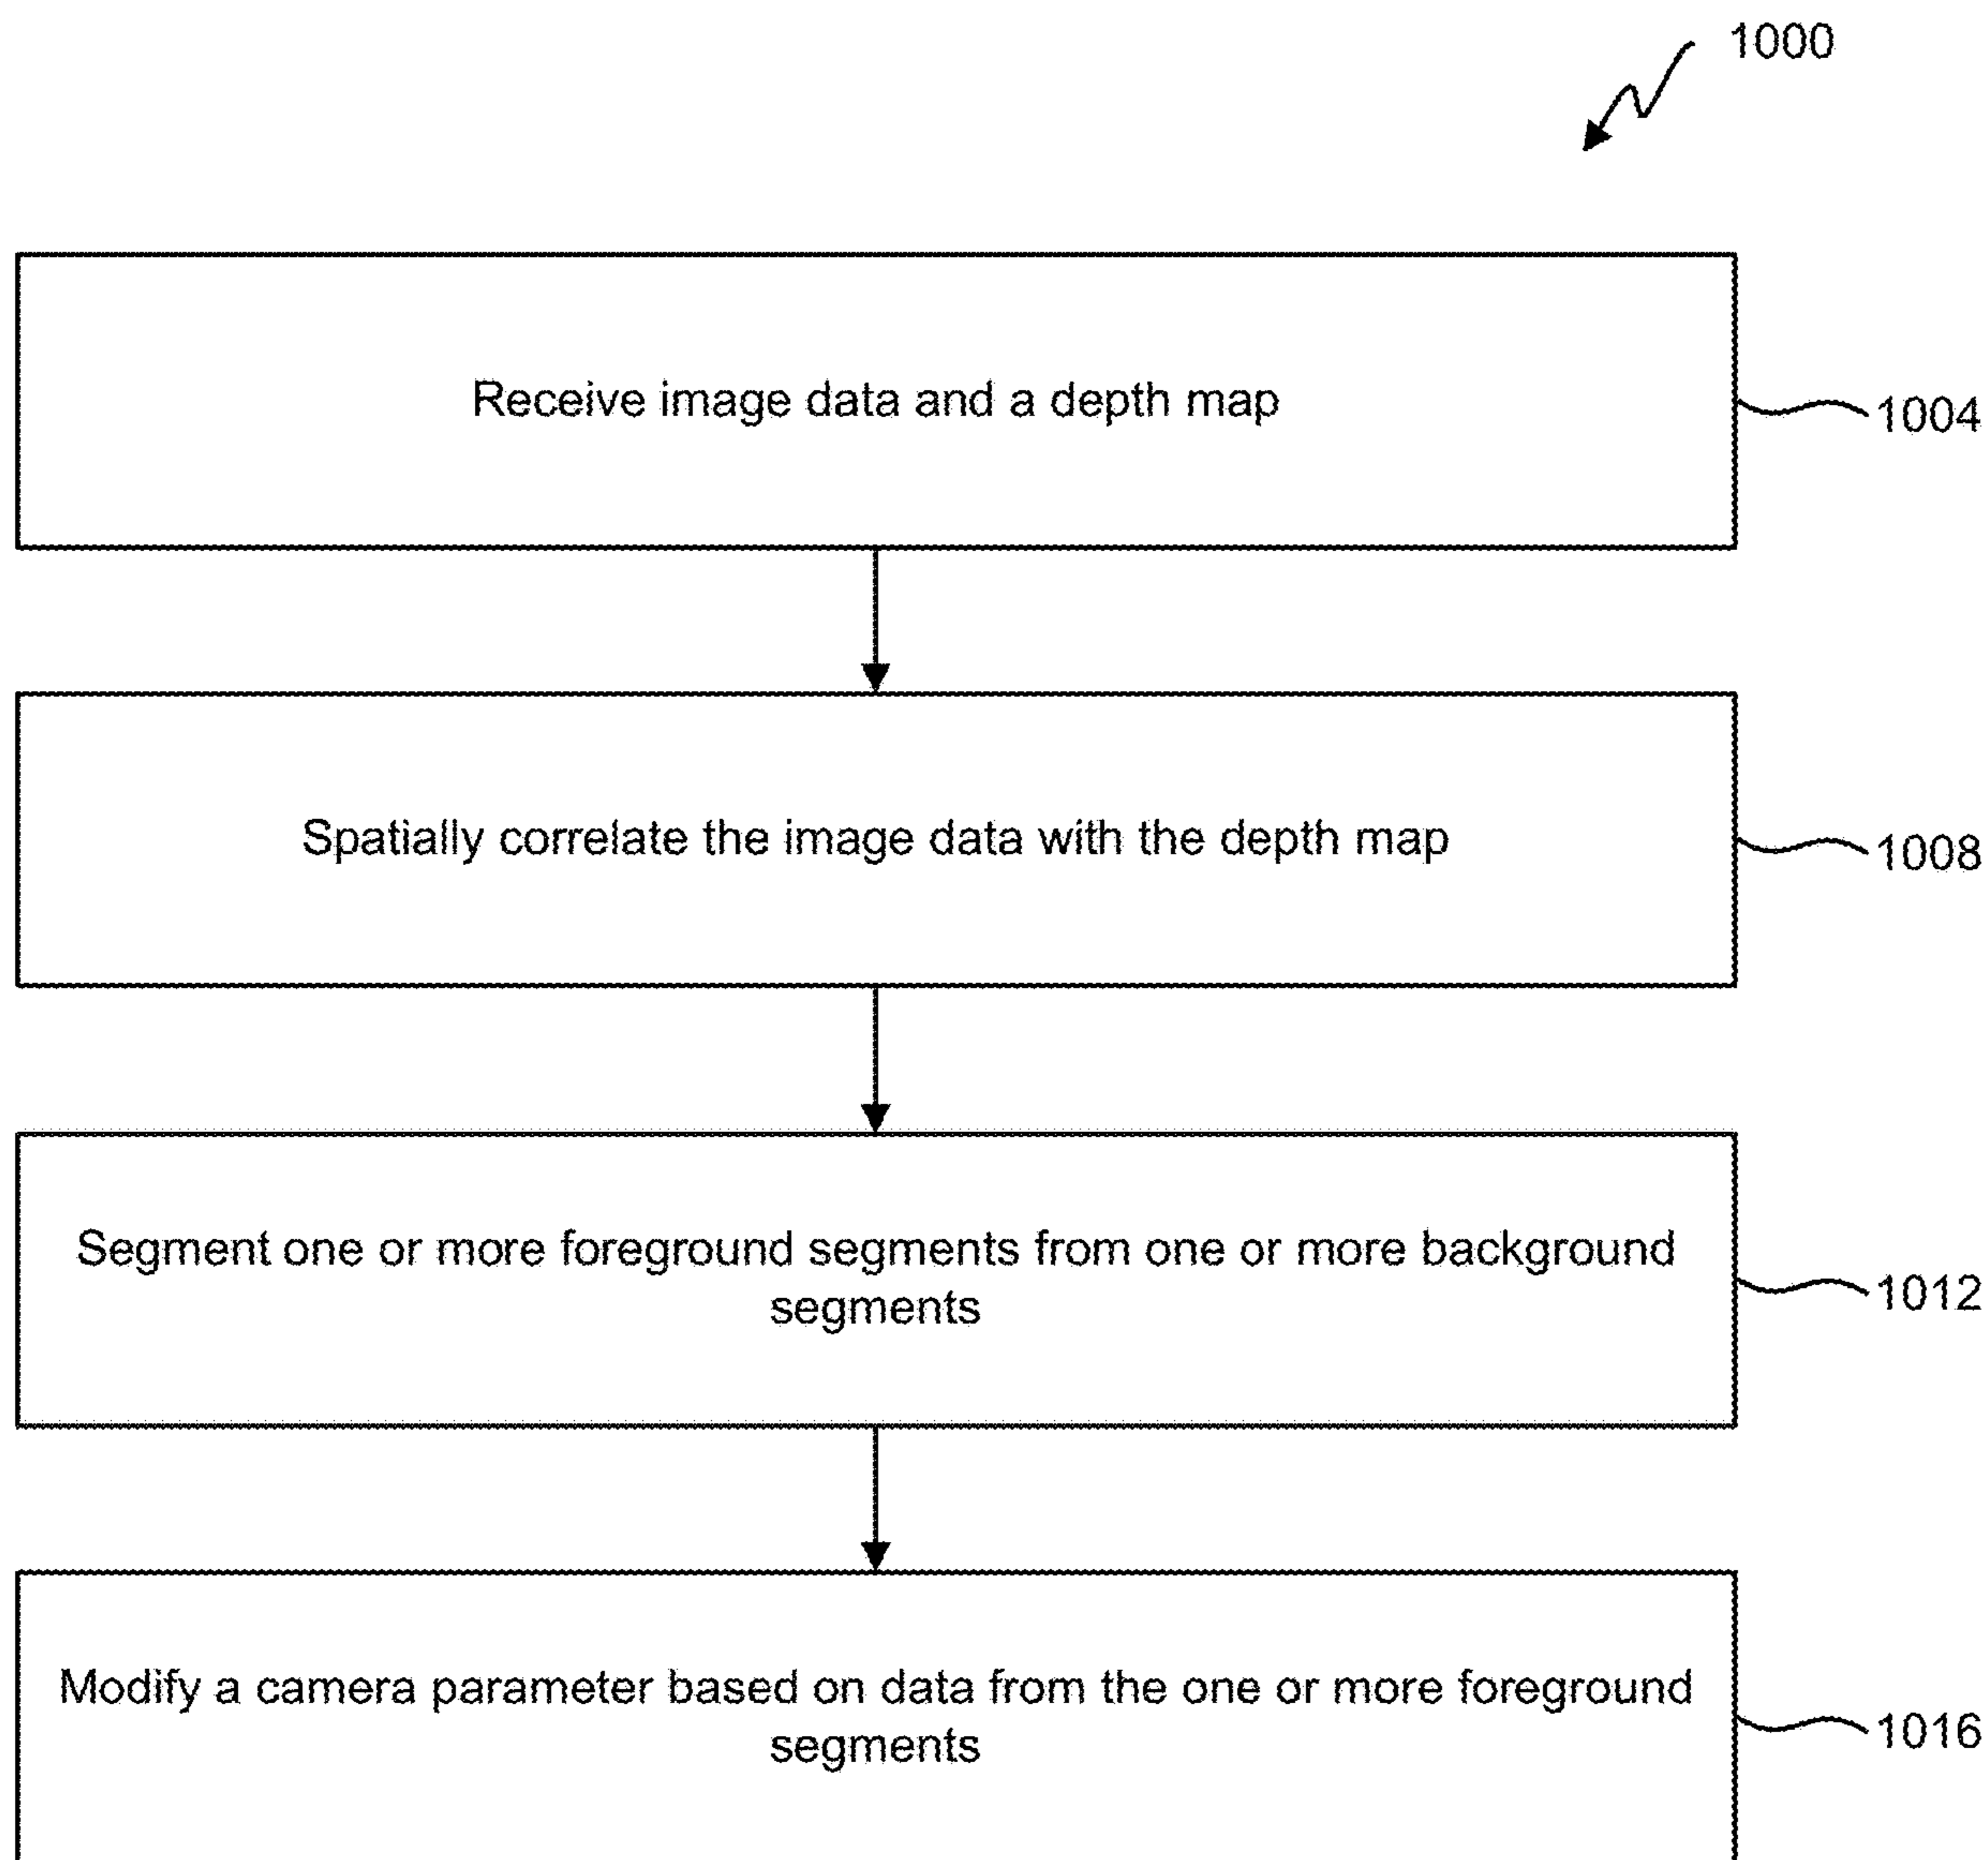 1000
Receive image data and a depth map
1004
Spatially correlate the image data with the depth map
1008
Segment one or more foreground segments from one or more background
segments
1012
Modify a camera parameter based on data from the one or more foreground
segments
1016